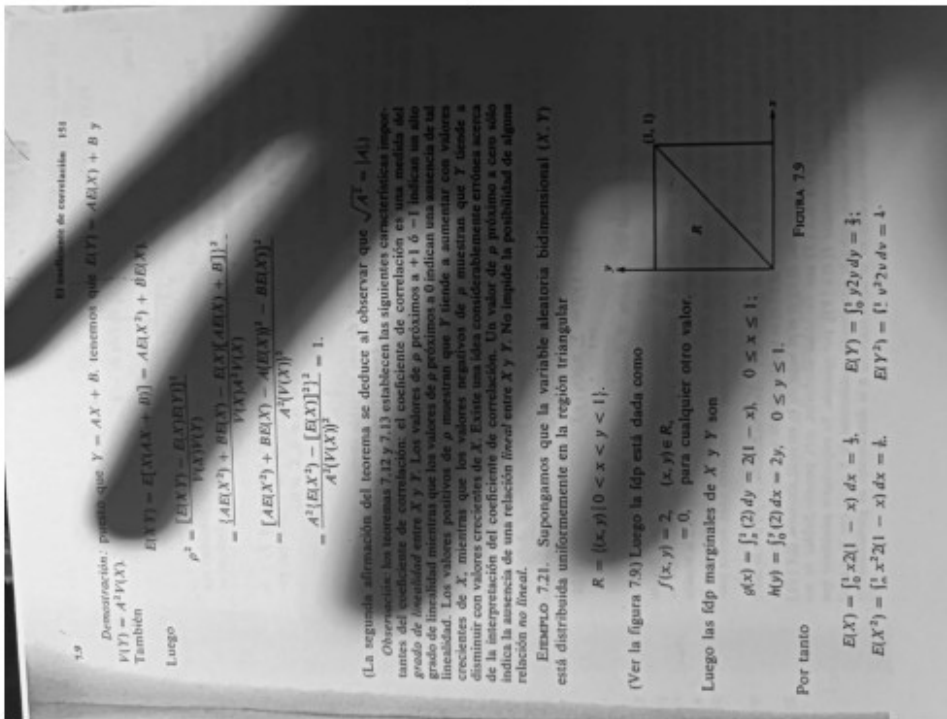 7.9 El coeficiente de correlación 151
Demostración: puesto que Y = AX + B, tenemos que E(Y) = AE(X) + B y
V(Y) = A²V(X).
También
E(XY) = E[X(AX + B)] = AE(X²) + BE(X).
Luego
ρ² = [E(XY) − E(X)E(Y)]² / V(X)V(Y)
= {AE(X²) + BE(X) − E(X)[AE(X) + B]}² / V(X)A²V(X)
= [AE(X²) + BE(X) − A(E(X))² − BE(X)]² / A²(V(X))²
= A²{E(X²) − [E(X)]²}² / A²(V(X))² = 1.
(La segunda afirmación del teorema se deduce al observar que √A² = |A|.)
Observación: los teoremas 7.12 y 7.13 establecen las siguientes características impor-
tantes del coeficiente de correlación: el coeficiente de correlación es una medida del
grado de linealidad entre X y Y. Los valores de ρ próximos a +1 ó −1 indican un alto
grado de linealidad mientras que los valores de ρ próximos a 0 indican una ausencia de tal
linealidad. Los valores positivos de ρ muestran que Y tiende a aumentar con valores
crecientes de X, mientras que los valores negativos de ρ muestran que Y tiende a
disminuir con valores crecientes de X. Existe una idea considerablemente errónea acerca
de la interpretación del coeficiente de correlación. Un valor de ρ próximo a cero sólo
indica la ausencia de una relación lineal entre X y Y. No impide la posibilidad de alguna
relación no lineal.
EJEMPLO 7.21. Supongamos que la variable aleatoria bidimensional (X, Y)
está distribuida uniformemente en la región triangular
R = {(x, y) | 0 < x < y < 1}.
(Ver la figura 7.9.) Luego la fdp está dada como
f(x, y) = 2, (x, y) ∈ R,
= 0, para cualquier otro valor.
Luego las fdp marginales de X y Y son
g(x) = ∫ₓ¹ (2) dy = 2(1 − x), 0 ≤ x ≤ 1;
h(y) = ∫₀ʸ (2) dx = 2y, 0 ≤ y ≤ 1.
y
(1, 1)
R
x
FIGURA 7.9
Por tanto
E(X) = ∫₀¹ x2(1 − x) dx = ⅓, E(Y) = ∫₀¹ y2y dy = ⅔;
E(X²) = ∫₀¹ x²2(1 − x) dx = ⅙, E(Y²) = ∫₀¹ y²2y dy = ½.